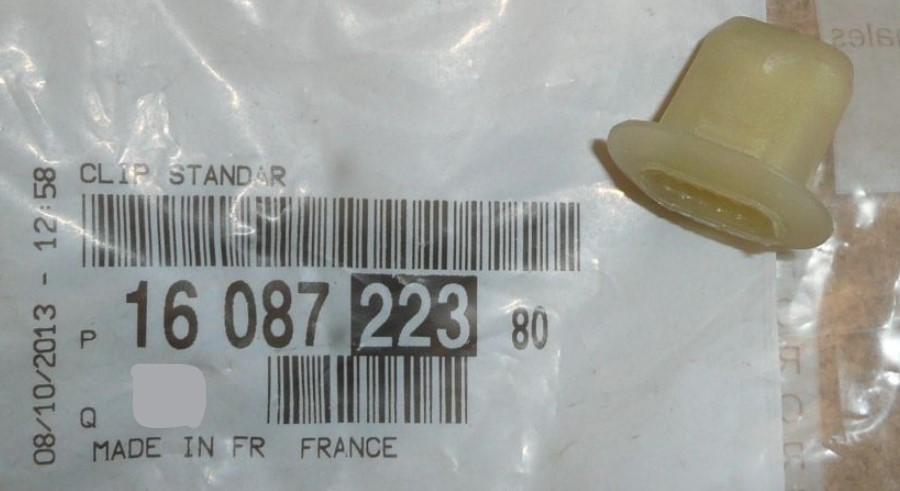 CLIP STANDAR
P 16 087 223 80
Q
MADE IN FR FRANCE
08/10/2013 - 12:58